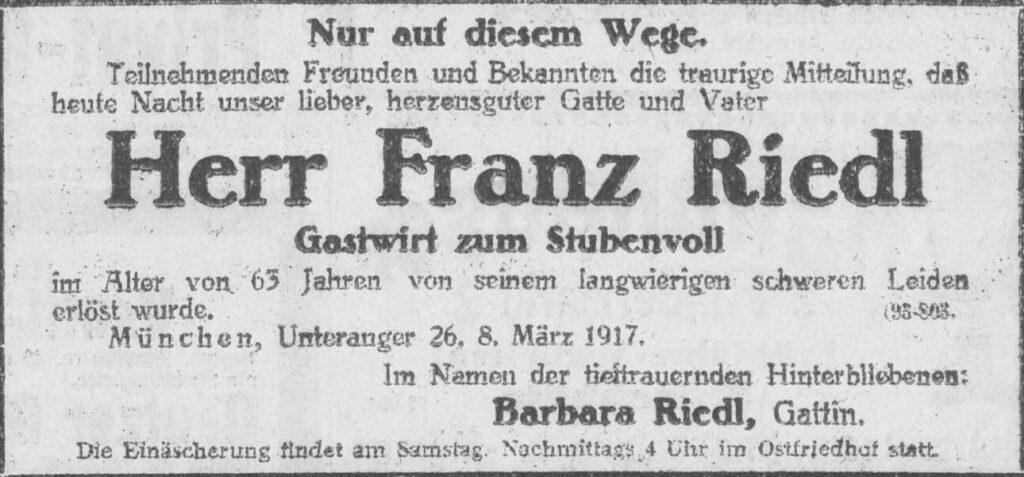 Nur auf diesem Wege.
Teilnehmenden Freunden und Bekannten die traurige Mitteilung, daß
heute Nacht unser lieber, herzensguter Gatte und Vater
Herr Franz Riedl
Gastwirt zum Stubenvoll
im Alter von 63 Jahren von seinem langwierigen schweren Leiden
erlöst wurde.
München, Unteranger 26, 8. März 1917.
Im Namen der tieftrauernden Hinterbliebenen:
Barbara Riedl, Gattin.
Die Einäscherung findet am Samstag, Nachmittags 4 Uhr im Ostfriedhof statt.